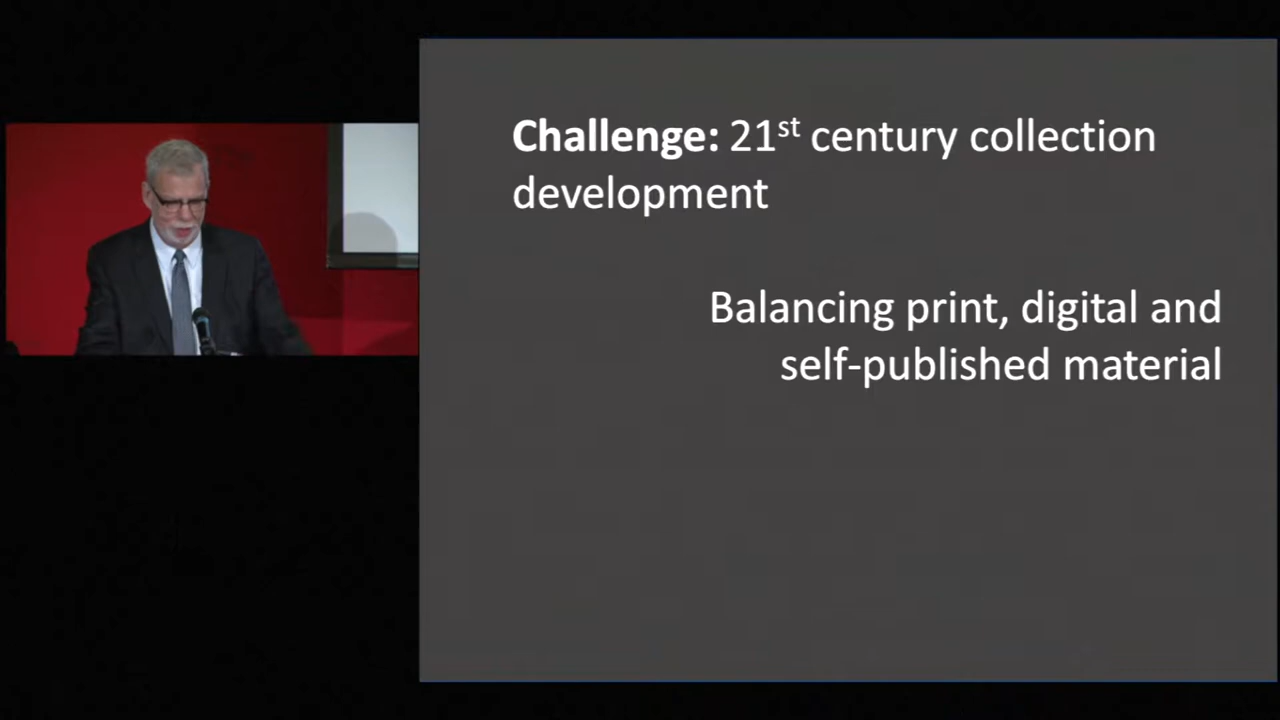 Challenge: 21st century collection
development
Balancing print, digital and
self-published material